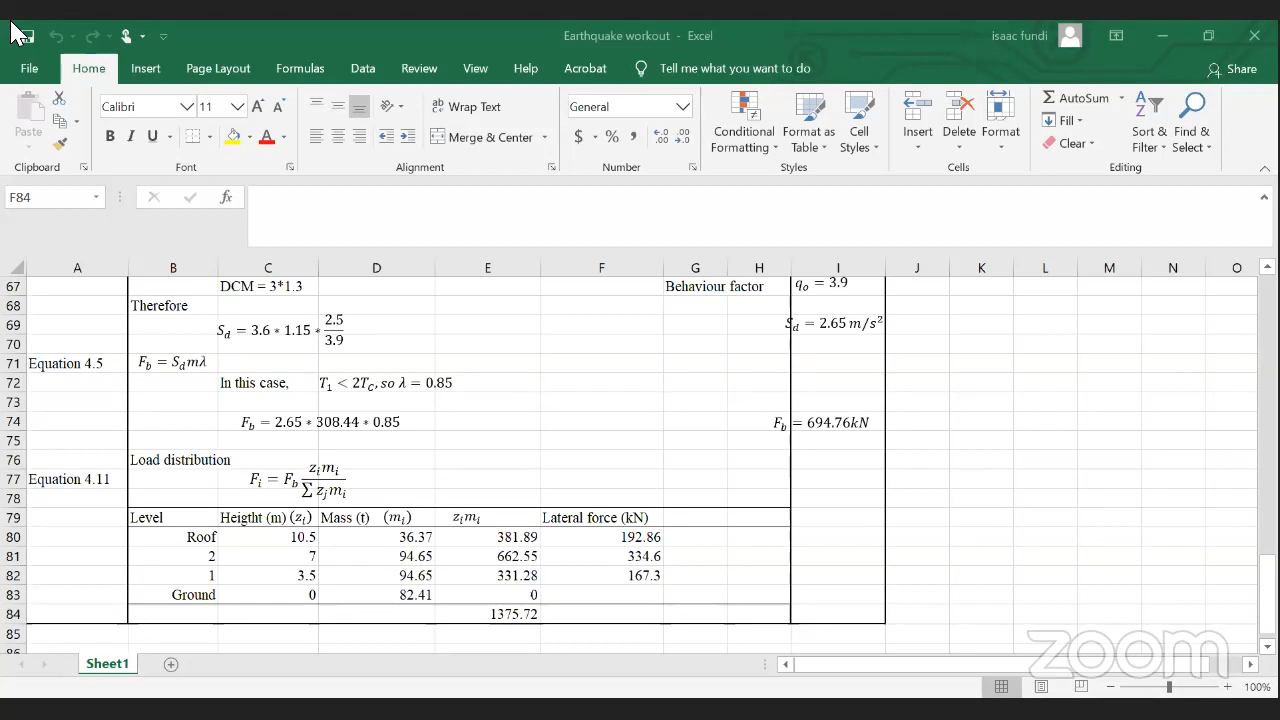 Earthquake workout - Excel
isaac fundi
File Home Insert Page Layout Formulas Data Review View Help Acrobat Tell me what you want to do Share
Paste
Clipboard
Calibri 11
B I U
Font
Wrap Text
Merge & Center
Alignment
General
$ % ,
Number
Conditional Formatting
Format as Table
Cell Styles
Styles
Insert Delete Format
Cells
AutoSum
Fill
Clear
Sort & Filter
Find & Select
Editing
F84 fx
A B C D E F G H I J K L M N O
67 DCM = 3*1.3 Behaviour factor q_o = 3.9
68 Therefore
69 S_d = 3.6 * 1.15 * 2.5/3.9 S_d = 2.65 m/s²
70
71 Equation 4.5 F_b = S_d mλ
72 In this case, T_1 < 2T_C, so λ = 0.85
73
74 F_b = 2.65 * 308.44 * 0.85 F_b = 694.76kN
75
76 Load distribution
77 Equation 4.11 F_i = F_b z_i m_i / ∑ z_j m_i
78
79 Level Heigtht (m) (z_i) Mass (t) (m_i) z_i m_i Lateral force (kN)
80 Roof 10.5 36.37 381.89 192.86
81 2 7 94.65 662.55 334.6
82 1 3.5 94.65 331.28 167.3
83 Ground 0 82.41 0
84 1375.72
85
86
Sheet1
zoom
100%